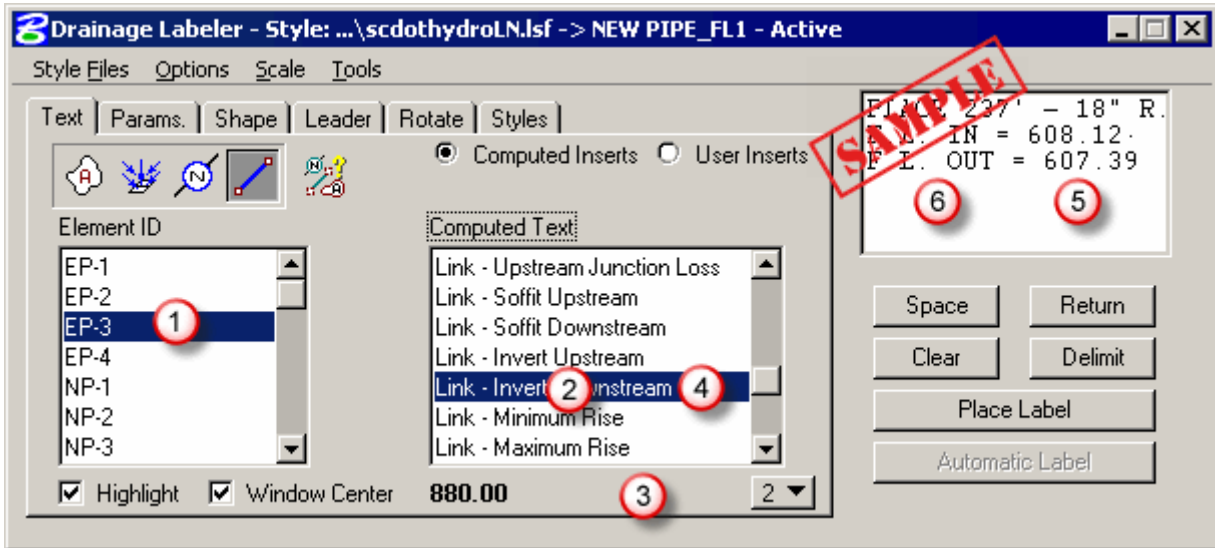 Drainage Labeler - Style: ...\scdothydroLN.lsf -> NEW PIPE_FL1 - Active
Style Files Options Scale Tools
Text Params. Shape Leader Rotate Styles
Computed Inserts User Inserts
Element ID
EP-1
EP-2
EP-3
EP-4
NP-1
NP-2
NP-3
1
Computed Text
Link - Upstream Junction Loss
Link - Soffit Upstream
Link - Soffit Downstream
Link - Invert Upstream
Link - Invert Downstream
Link - Minimum Rise
Link - Maximum Rise
2
4
Highlight Window Center 880.00
3
2
SAMPLE
PLACE 237' - 18" R.
IN = 608.12
F.L. OUT = 607.39
6
5
Space Return
Clear Delimit
Place Label
Automatic Label
A
N
N
A